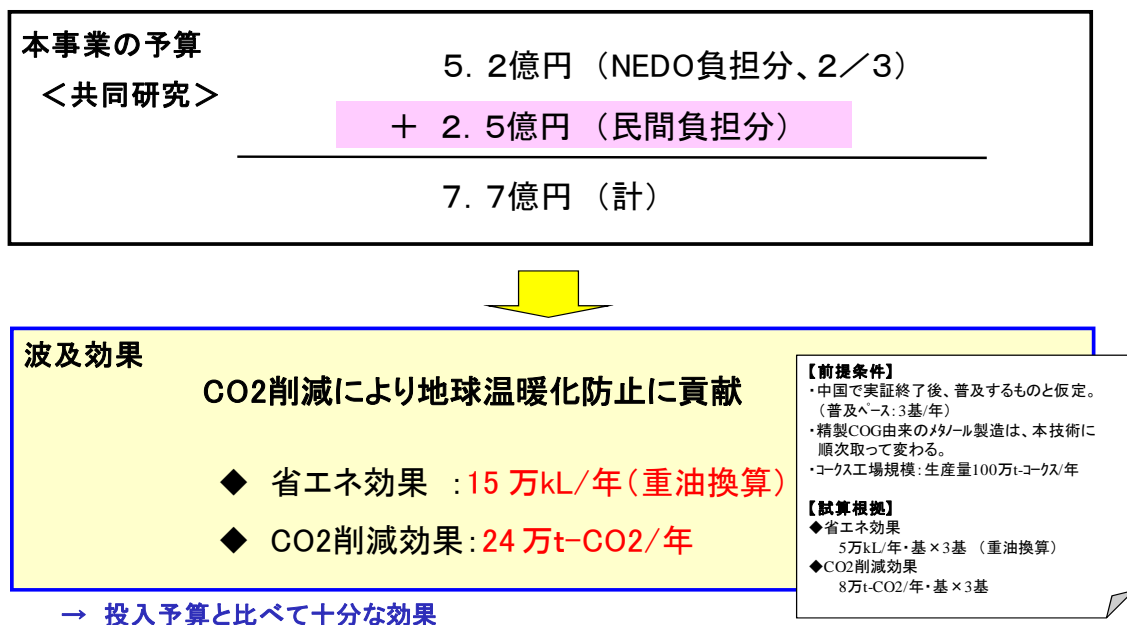 本事業の予算
＜共同研究＞
5．2億円（NEDO負担分、2／3）
＋ 2．5億円（民間負担分）
7．7億円（計）
波及効果
CO2削減により地球温暖化防止に貢献
◆ 省エネ効果 ：15 万kL/年（重油換算）
◆ CO2削減効果：24 万t-CO2/年
【前提条件】
・中国で実証終了後、普及するものと仮定。
（普及ペース：3基/年）
・精製COG由来のメタノール製造は、本技術に
順次取って変わる。
・コークス工場規模：生産量100万t-コークス/年
【試算根拠】
◆省エネ効果
5万kL/年・基×3基 （重油換算）
◆CO2削減効果
8万t-CO2/年・基×3基
→ 投入予算と比べて十分な効果